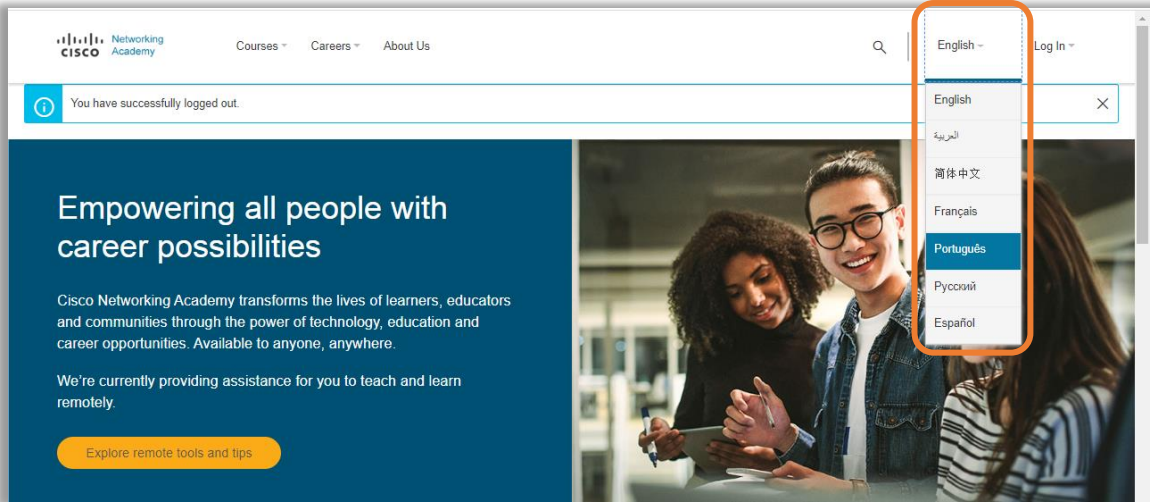 Networking
CISCO Academy
Courses
Careers
About Us
English
Log In
You have successfully logged out.
English
العربية
简体中文
Français
Português
Русский
Español
Empowering all people with
career possibilities
Cisco Networking Academy transforms the lives of learners, educators
and communities through the power of technology, education and
career opportunities. Available to anyone, anywhere.
We're currently providing assistance for you to teach and learn
remotely.
Explore remote tools and tips